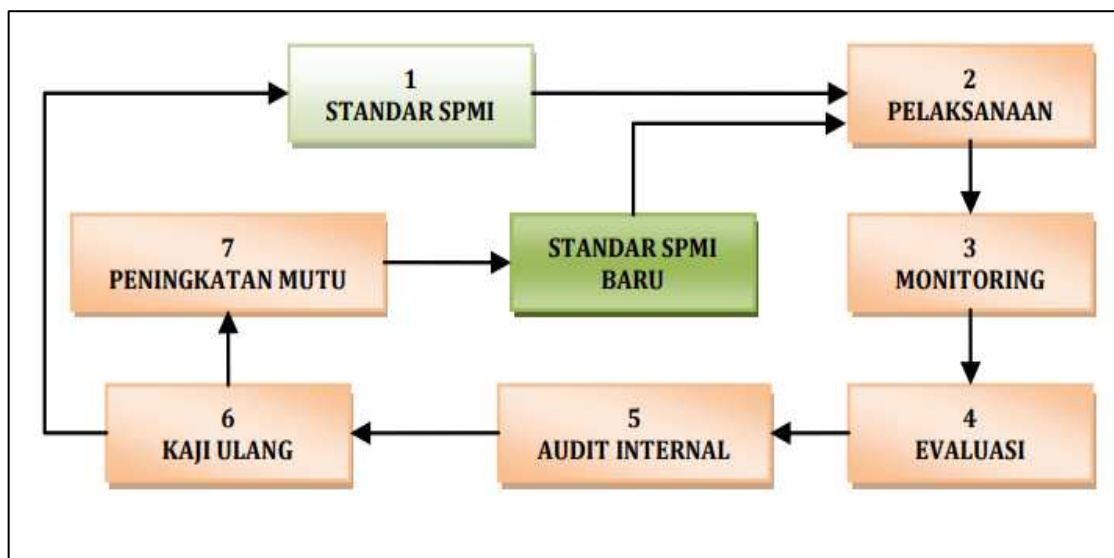 1
STANDAR SPMI
2
PELAKSANAAN
7
PENINGKATAN MUTU
STANDAR SPMI
BARU
3
MONITORING
6
KAJI ULANG
5
AUDIT INTERNAL
4
EVALUASI